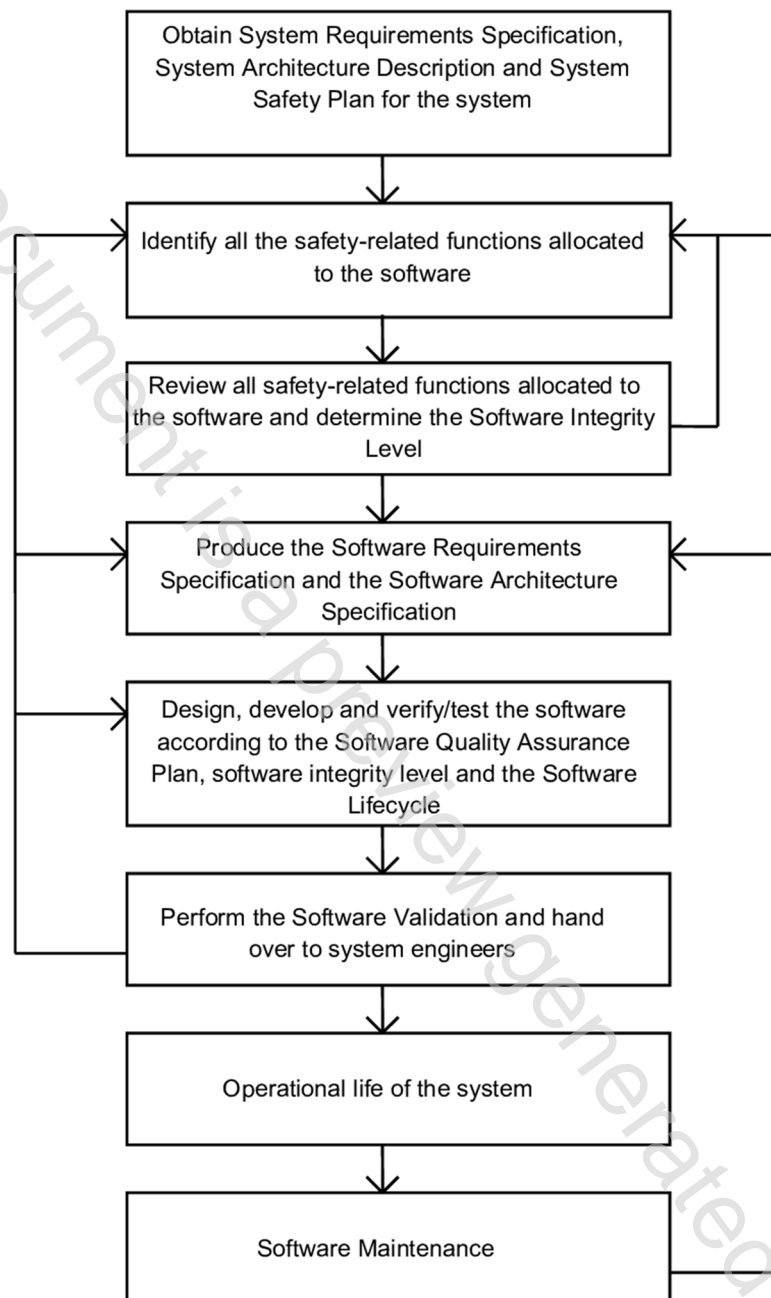 Obtain System Requirements Specification,
System Architecture Description and System
Safety Plan for the system
Identify all the safety-related functions allocated
to the software
Review all safety-related functions allocated to
the software and determine the Software Integrity
Level
Produce the Software Requirements
Specification and the Software Architecture
Specification
Design, develop and verify/test the software
according to the Software Quality Assurance
Plan, software integrity level and the Software
Lifecycle
Perform the Software Validation and hand
over to system engineers
Operational life of the system
Software Maintenance
ocument is a preview generated